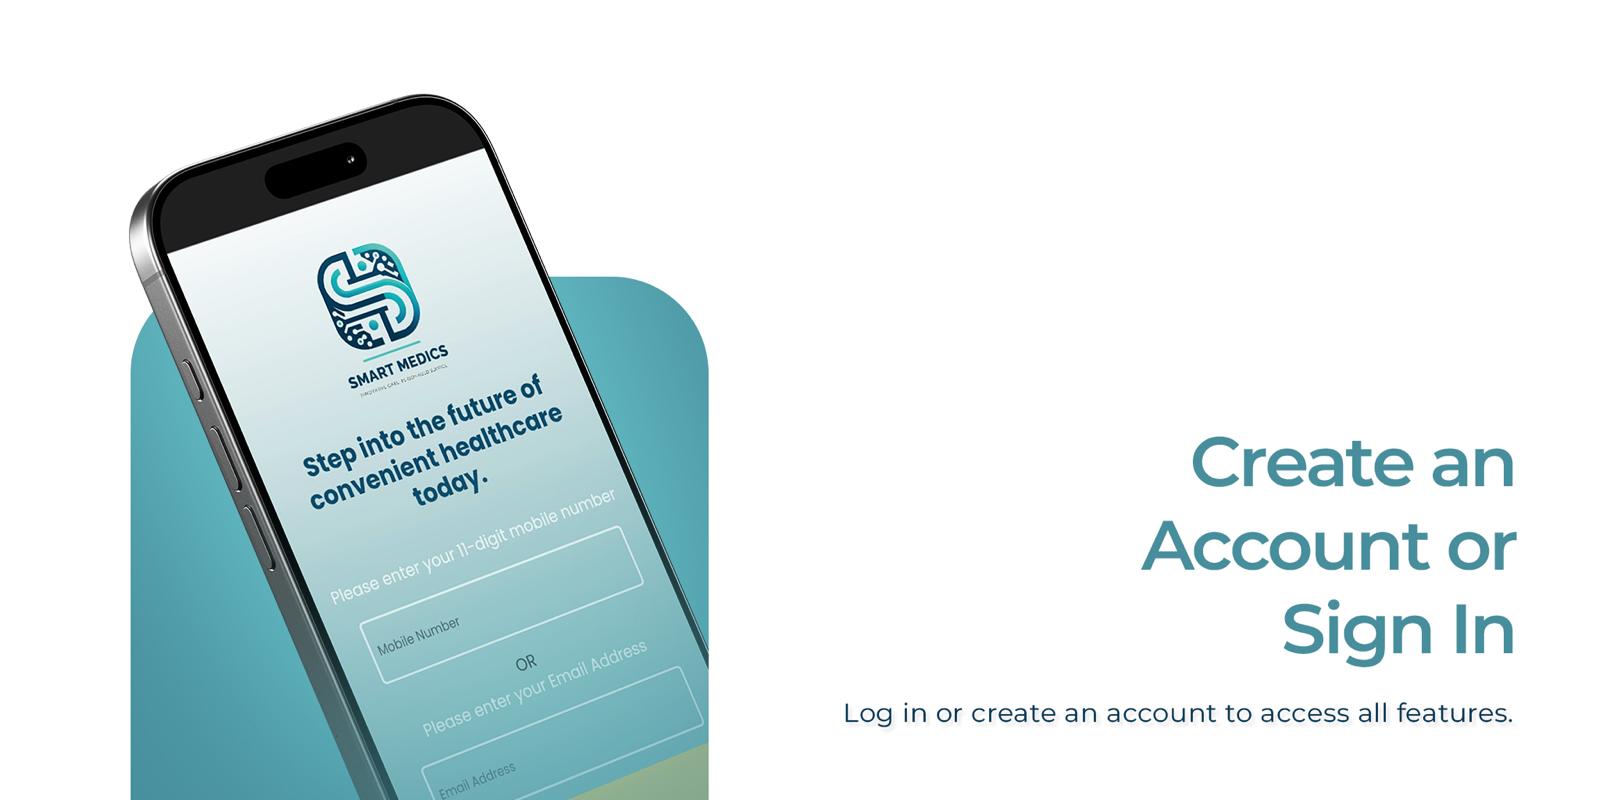 SMART MEDICS
Step into the future of
convenient healthcare
today.
Please enter your 11-digit mobile number
Mobile Number
OR
Please enter your Email Address
Email Address
Create an
Account or
Sign In
Log in or create an account to access all features.